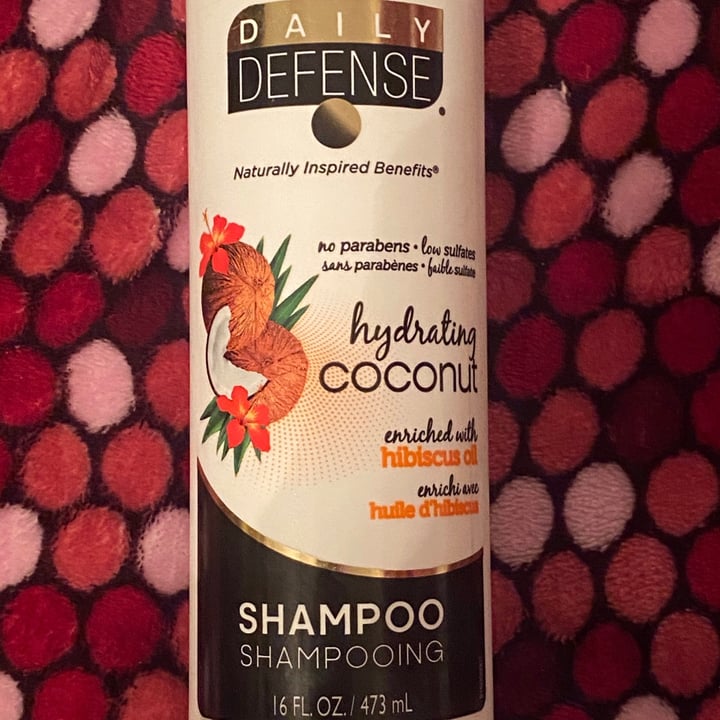 DAILY
DEFENSE®
Naturally Inspired Benefits®
no parabens • low sulfates
sans parabènes • faible sulfate
hydrating
coconut
enriched with
hibiscus oil
enrichi avec
huile d'hibiscus
SHAMPOO
SHAMPOOING
16 FL. OZ. / 473 mL